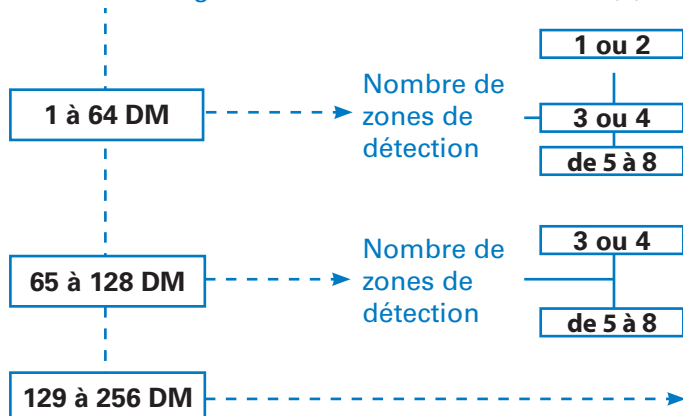 1 ou 2
Nombre de
zones de
détection
1 à 64 DM
3 ou 4
de 5 à 8
Nombre de
zones de
détection
3 ou 4
65 à 128 DM
de 5 à 8
129 à 256 DM